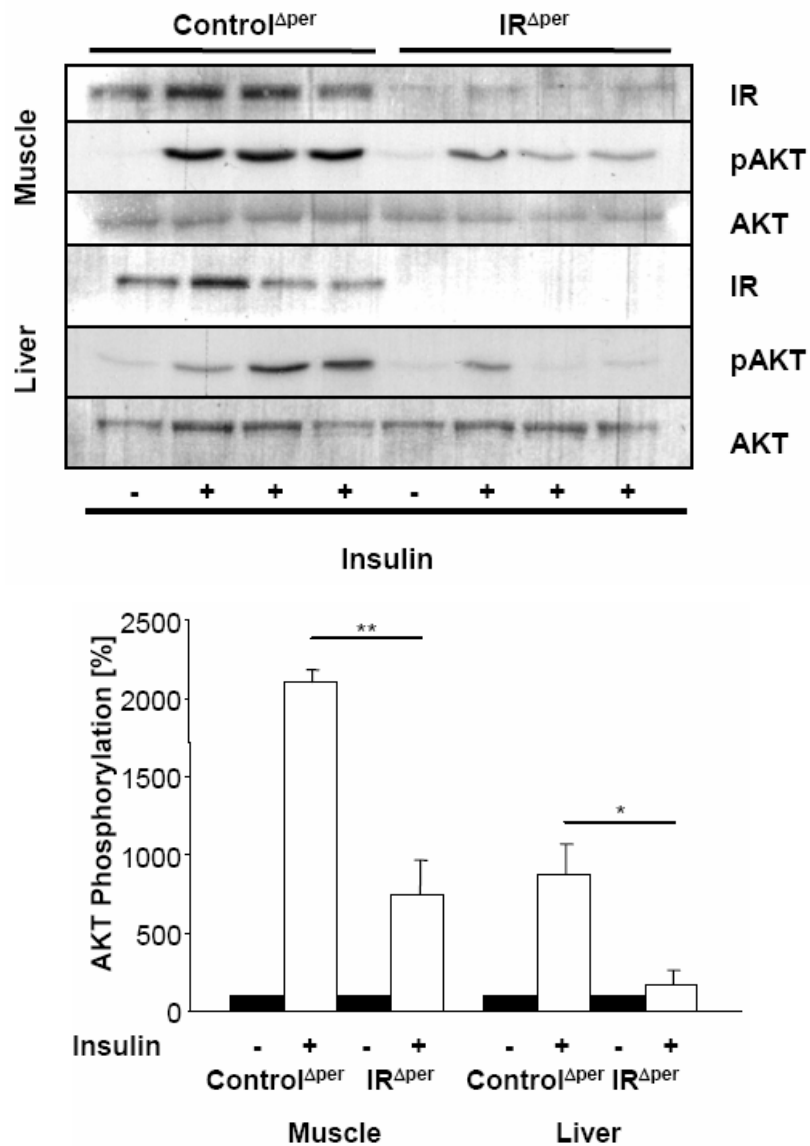 Control^Δper IR^Δper
Muscle
IR
pAKT
AKT
Liver
IR
pAKT
AKT
- + + + - + + +
Insulin
AKT Phosphorylation [%]
2500
2000
1500
1000
500
0
**
*
Insulin - + - + - + - +
Control^Δper IR^Δper Control^Δper IR^Δper
Muscle Liver